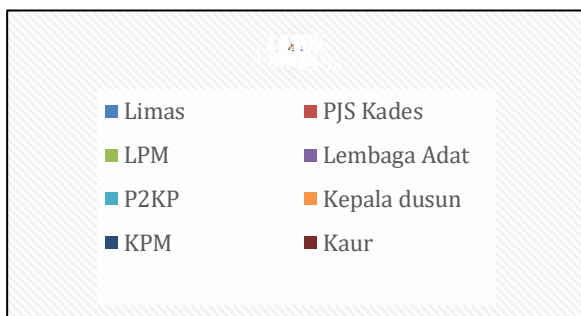 Limas PJS Kades
LPM Lembaga Adat
P2KP Kepala dusun
KPM Kaur